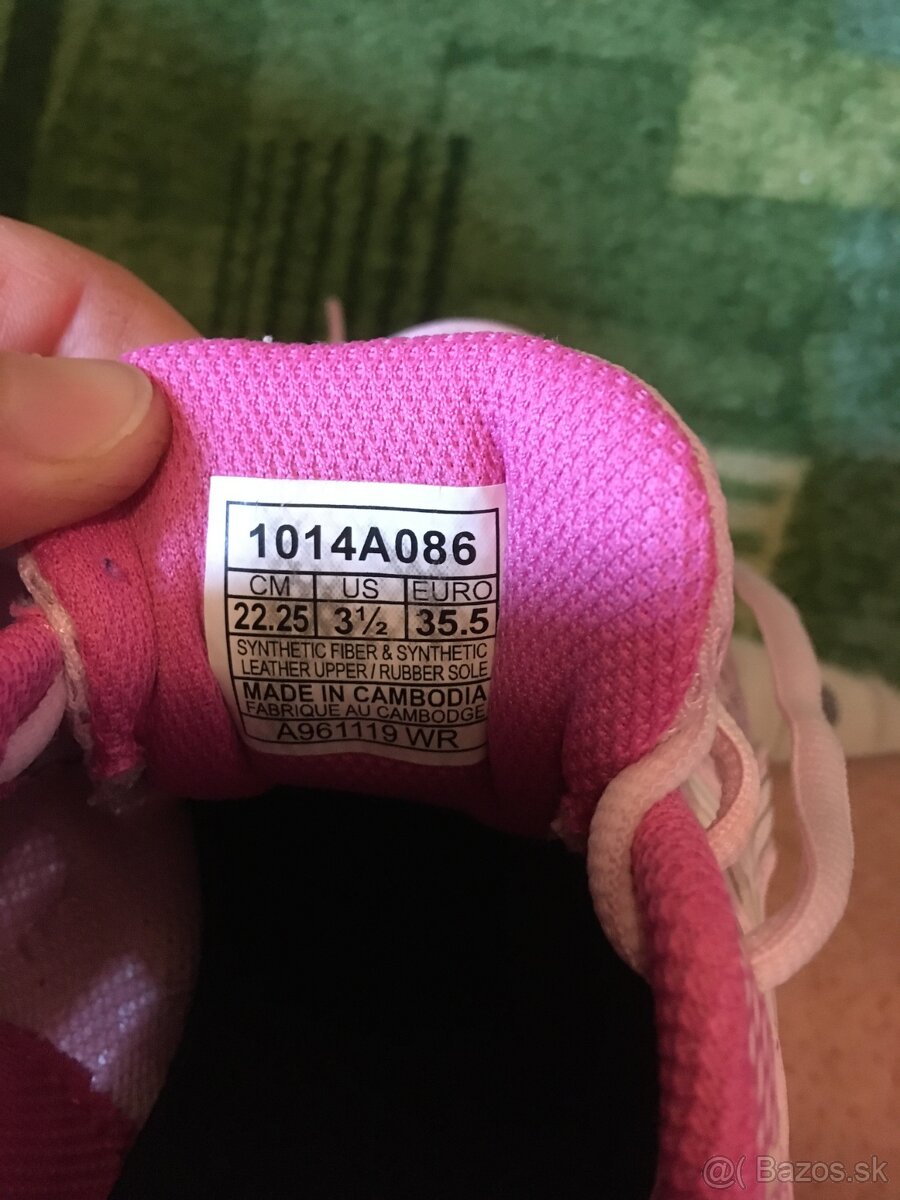 1014A086
CM US EURO
22.25 3½ 35.5
SYNTHETIC FIBER & SYNTHETIC
LEATHER UPPER / RUBBER SOLE
MADE IN CAMBODIA
FABRIQUE AU CAMBODGE
A961119 WR
@( Bazos.sk